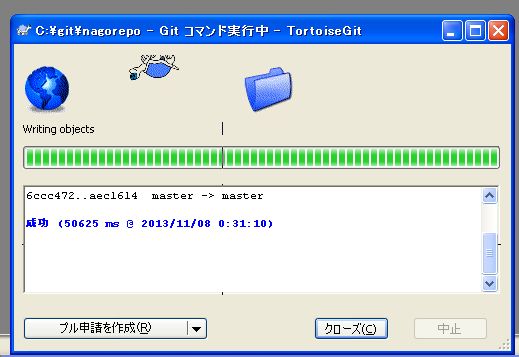 C:¥git¥nagorepo - Git コマンド実行中 - TortoiseGit
Writing objects
6ccc472..aec1614 master -> master
成功 (50625 ms @ 2013/11/08 0:31:10)
プル申請を作成(R)
クローズ(C)
中止